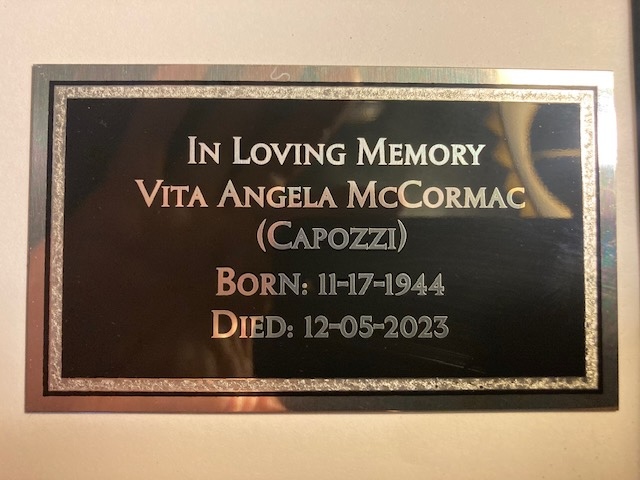 In Loving Memory
Vita Angela McCormac
(Capozzi)
Born: 11-17-1944
Died: 12-05-2023